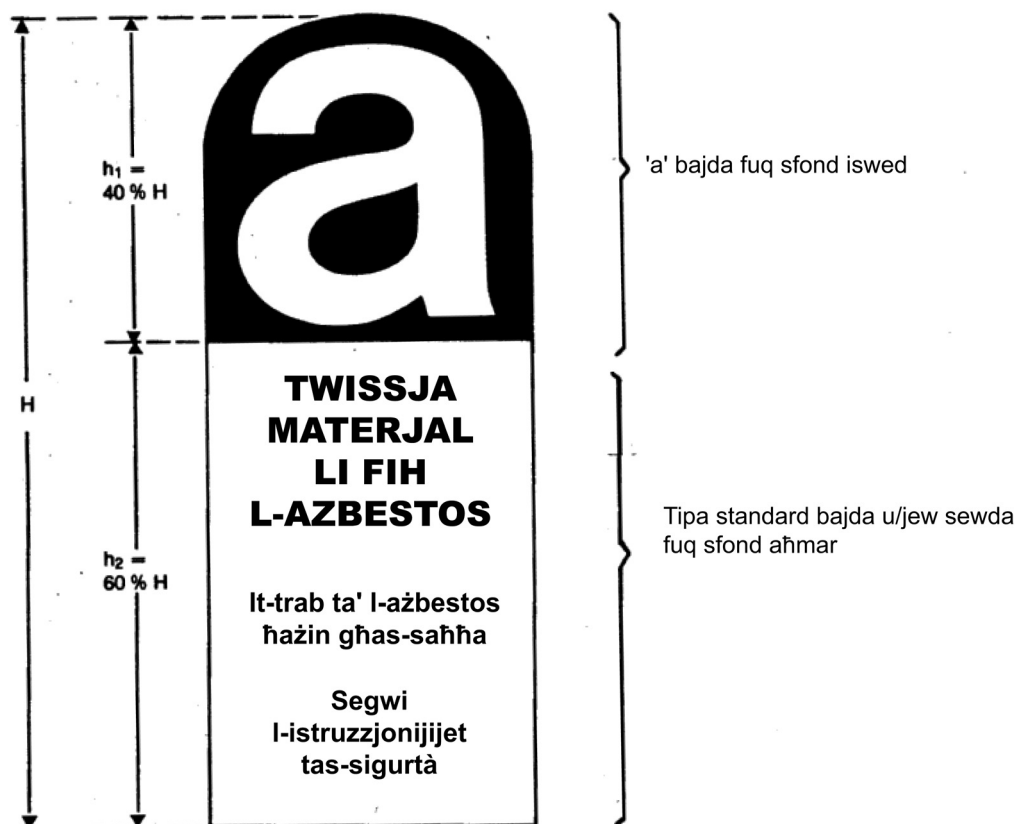 a
h₁ =
40 % H
'a' bajda fuq sfond iswed
H
TWISSJA
MATERJAL
LI FIH
L-AZBESTOS
h₂ =
60 % H
It-trab ta' l-ażbestos
ħażin għas-saħħa
Segwi
l-istruzzjonijijet
tas-sigurtà
Tipa standard bajda u/jew sewda
fuq sfond aħmar